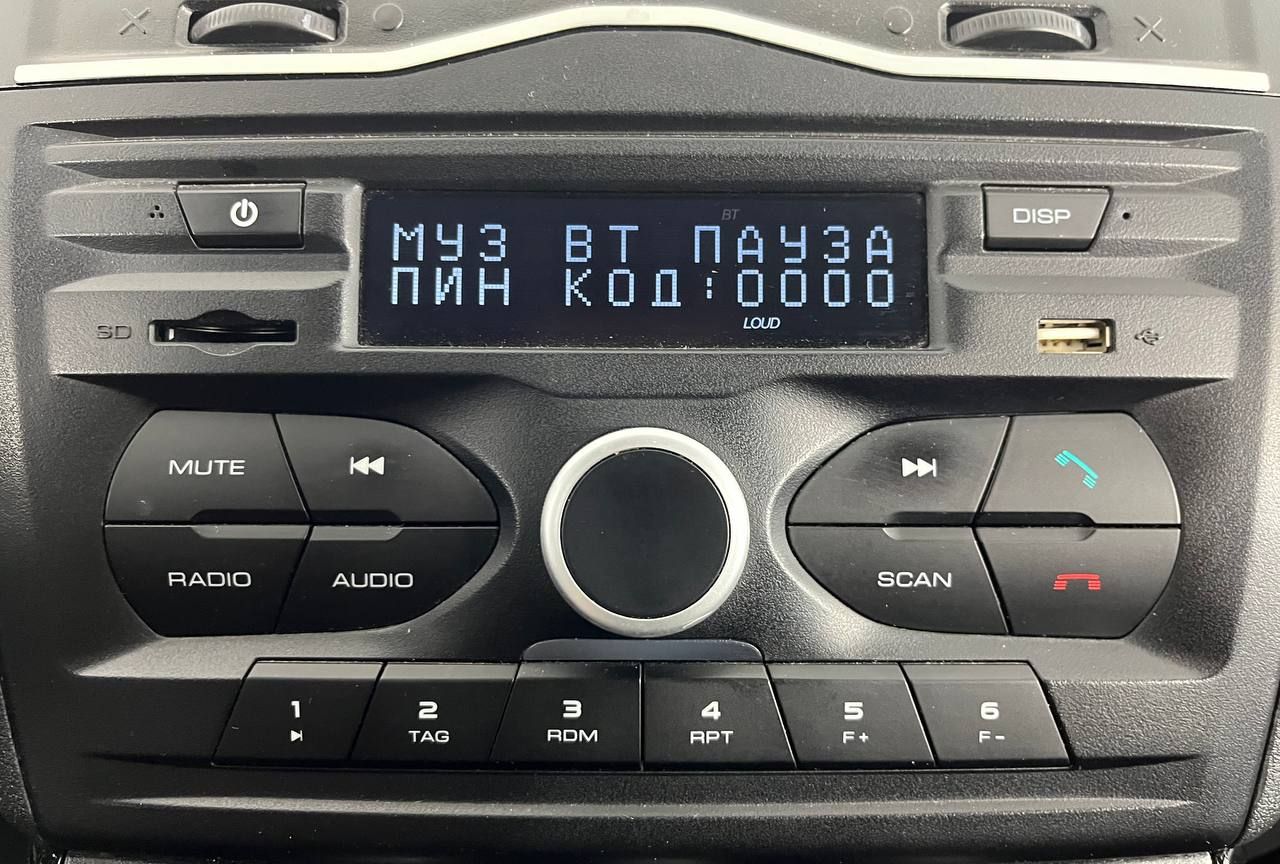 BT
DISP
МУЗ ВТ ПАУЗА
ПИН КОД:0000
LOUD
SD
MUTE
RADIO
AUDIO
SCAN
1
2
TAG
3
RDM
4
RPT
5
F+
6
F-